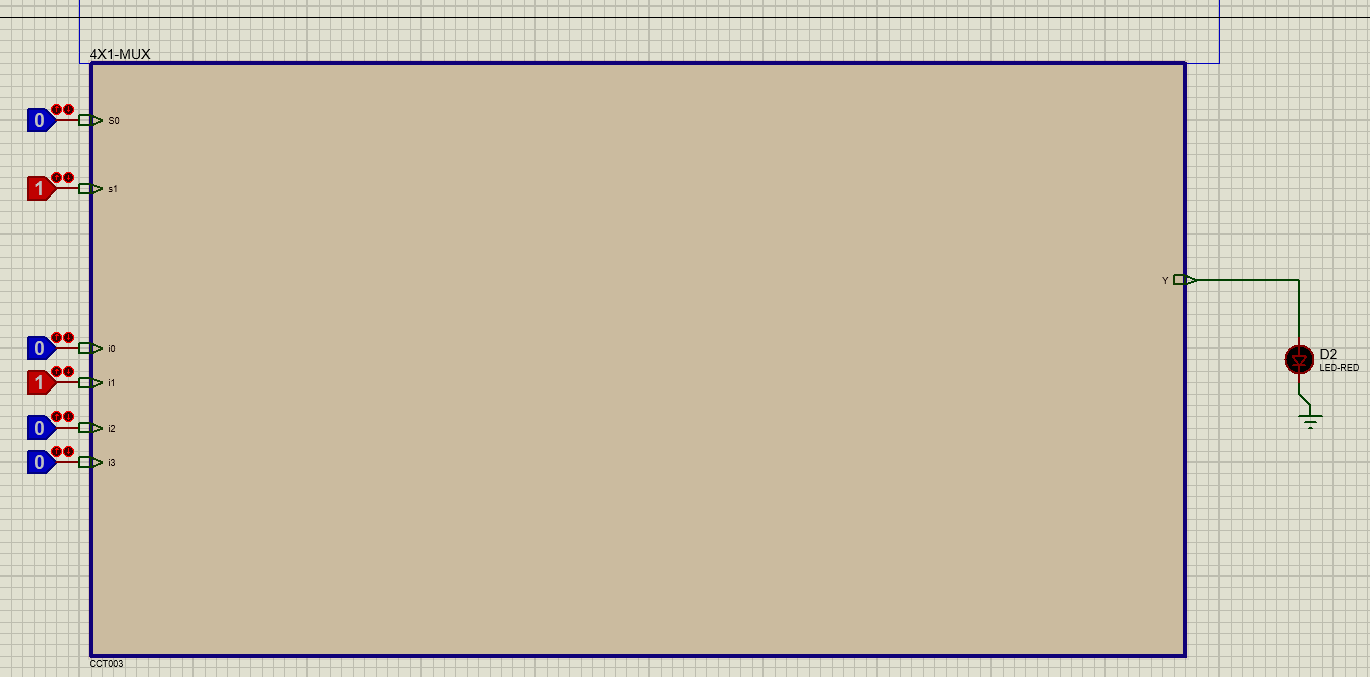 4X1-MUX
0 S0
1 s1
Y
0 i0
D2
LED-RED
1 i1
0 i2
0 i3
CCT003